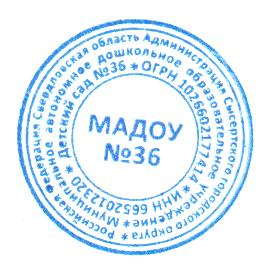 Российская Федерация Свердловская область Администрация Сысертского городского округа *
Муниципальное автономное дошкольное образовательное учреждение *
Детский сад №36 * ОГРН 1026602177414 * ИНН 6652012320 *
МАДОУ
№36